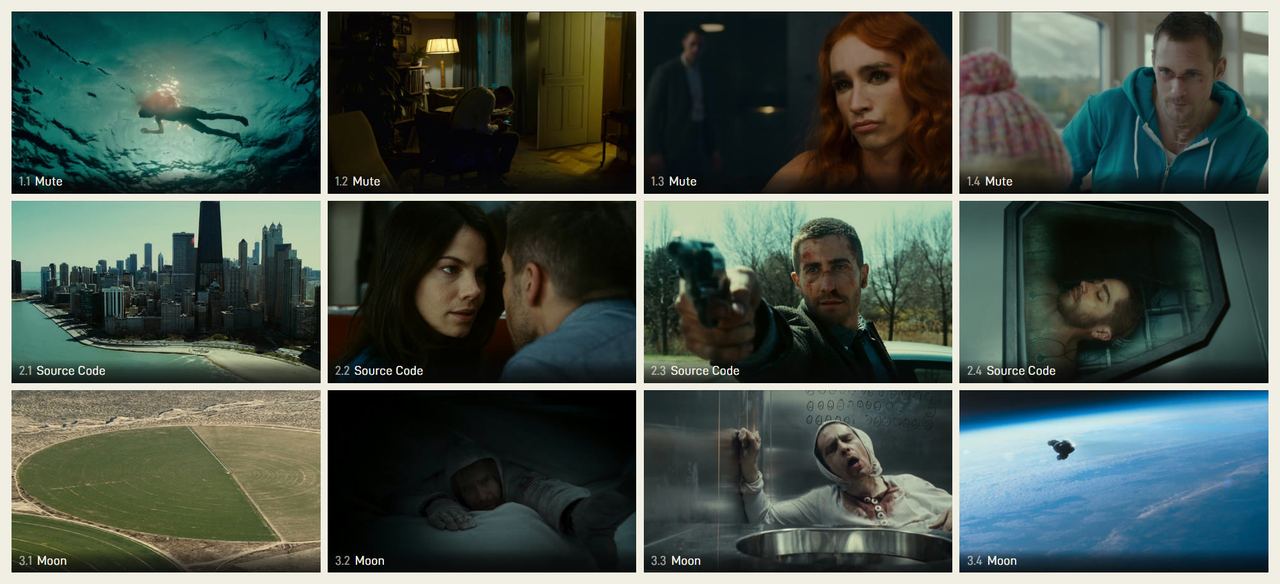 1.1 Mute
1.2 Mute
1.3 Mute
1.4 Mute
2.1 Source Code
2.2 Source Code
2.3 Source Code
2.4 Source Code
3.1 Moon
3.2 Moon
3.3 Moon
3.4 Moon